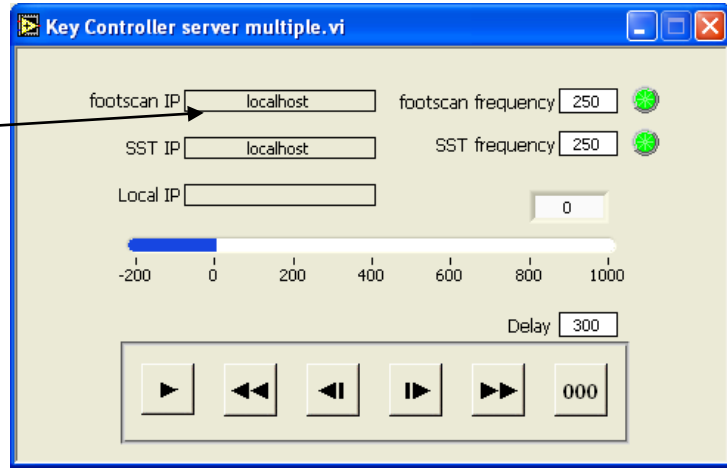 Key Controller server multiple.vi
footscan IP localhost footscan frequency 250
SST IP localhost SST frequency 250
Local IP
0
-200 0 200 400 600 800 1000
Delay 300
000